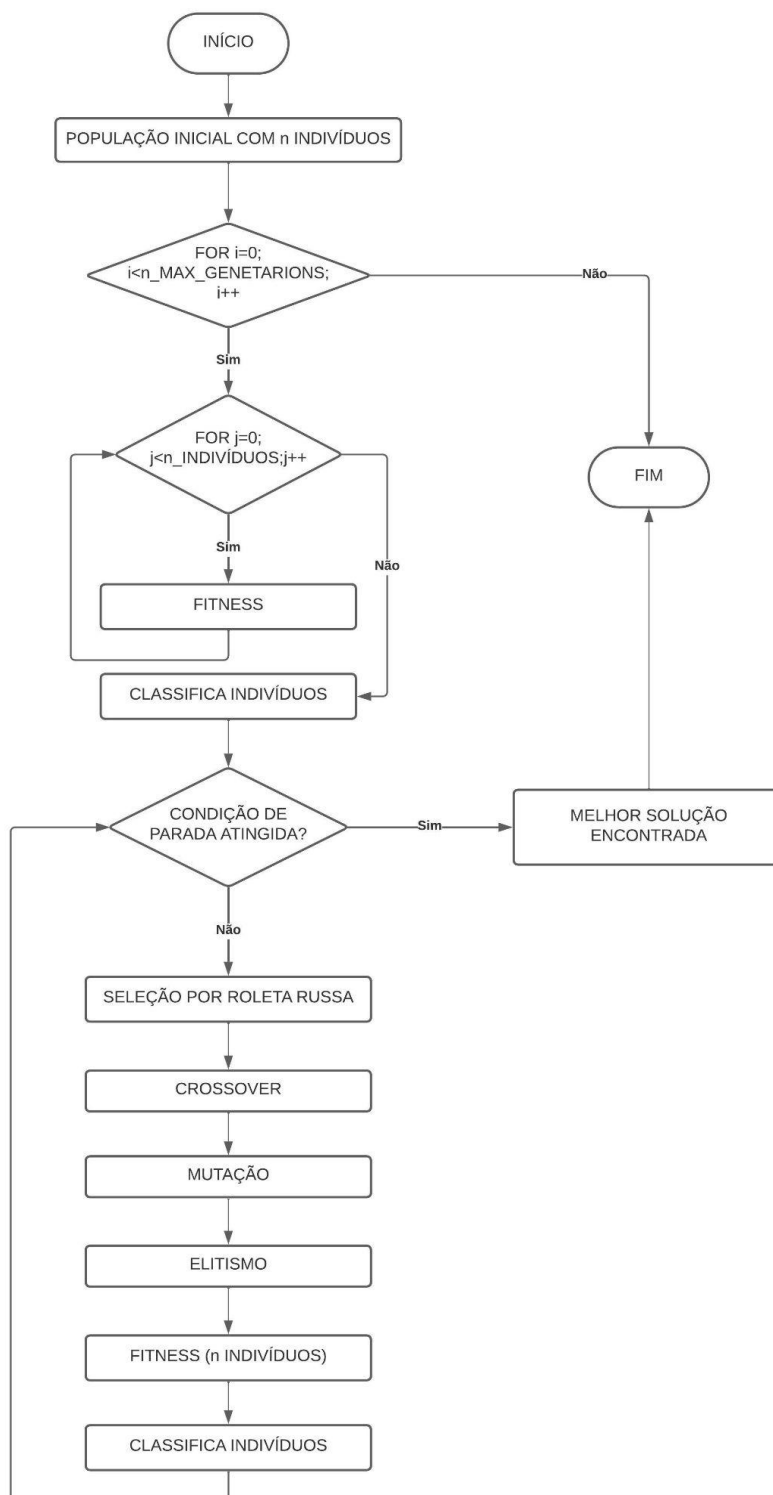 INÍCIO
POPULAÇÃO INICIAL COM n INDIVÍDUOS
FOR i=0;
i<n_MAX_GENETARIONS;
i++
Não
Sim
FOR j=0;
j<n_INDIVÍDUOS;j++
FIM
Sim
Não
FITNESS
CLASSIFICA INDIVÍDUOS
CONDIÇÃO DE
PARADA ATINGIDA?
Sim
MELHOR SOLUÇÃO
ENCONTRADA
Não
SELEÇÃO POR ROLETA RUSSA
CROSSOVER
MUTAÇÃO
ELITISMO
FITNESS (n INDIVÍDUOS)
CLASSIFICA INDIVÍDUOS